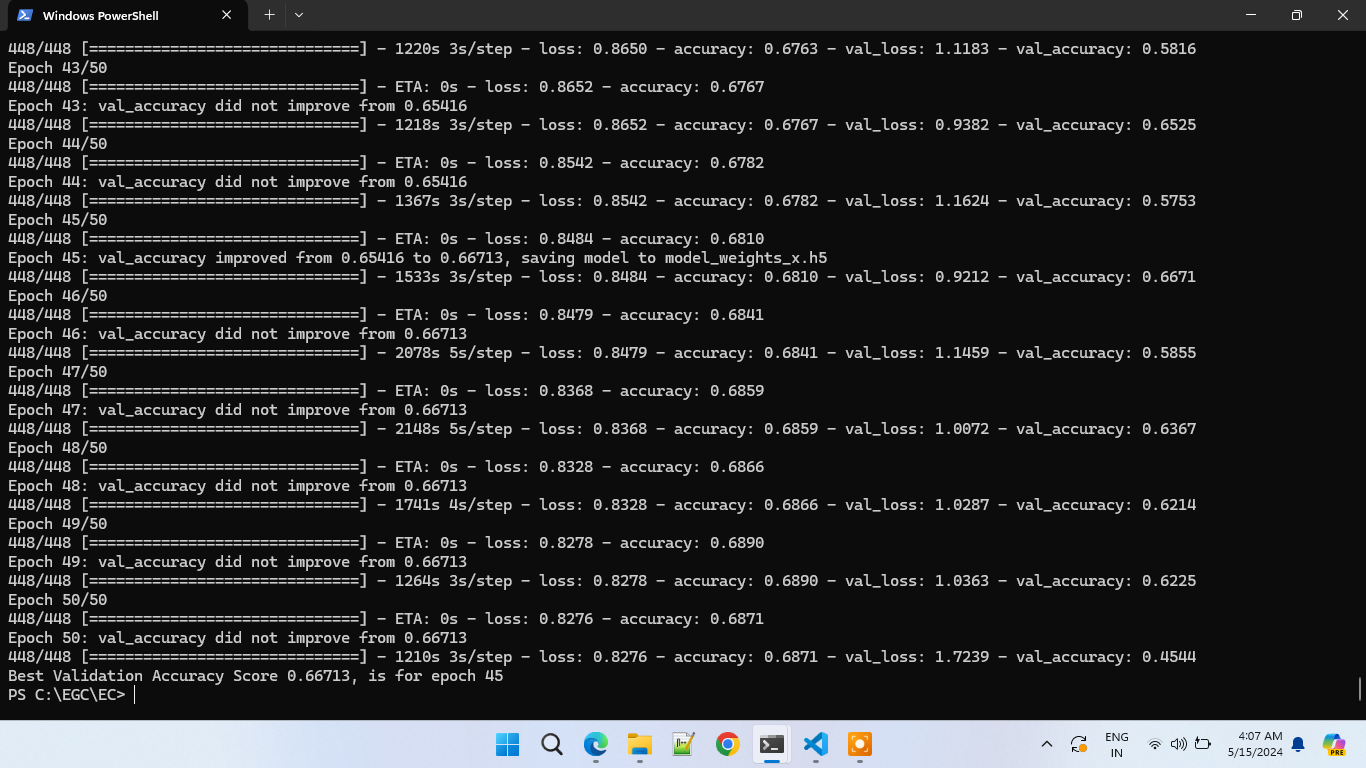 Windows PowerShell
448/448 [==============================] - 1220s 3s/step - loss: 0.8650 - accuracy: 0.6763 - val_loss: 1.1183 - val_accuracy: 0.5816
Epoch 43/50
448/448 [==============================] - ETA: 0s - loss: 0.8652 - accuracy: 0.6767
Epoch 43: val_accuracy did not improve from 0.65416
448/448 [==============================] - 1218s 3s/step - loss: 0.8652 - accuracy: 0.6767 - val_loss: 0.9382 - val_accuracy: 0.6525
Epoch 44/50
448/448 [==============================] - ETA: 0s - loss: 0.8542 - accuracy: 0.6782
Epoch 44: val_accuracy did not improve from 0.65416
448/448 [==============================] - 1367s 3s/step - loss: 0.8542 - accuracy: 0.6782 - val_loss: 1.1624 - val_accuracy: 0.5753
Epoch 45/50
448/448 [==============================] - ETA: 0s - loss: 0.8484 - accuracy: 0.6810
Epoch 45: val_accuracy improved from 0.65416 to 0.66713, saving model to model_weights_x.h5
448/448 [==============================] - 1533s 3s/step - loss: 0.8484 - accuracy: 0.6810 - val_loss: 0.9212 - val_accuracy: 0.6671
Epoch 46/50
448/448 [==============================] - ETA: 0s - loss: 0.8479 - accuracy: 0.6841
Epoch 46: val_accuracy did not improve from 0.66713
448/448 [==============================] - 2078s 5s/step - loss: 0.8479 - accuracy: 0.6841 - val_loss: 1.1459 - val_accuracy: 0.5855
Epoch 47/50
448/448 [==============================] - ETA: 0s - loss: 0.8368 - accuracy: 0.6859
Epoch 47: val_accuracy did not improve from 0.66713
448/448 [==============================] - 2148s 5s/step - loss: 0.8368 - accuracy: 0.6859 - val_loss: 1.0072 - val_accuracy: 0.6367
Epoch 48/50
448/448 [==============================] - ETA: 0s - loss: 0.8328 - accuracy: 0.6866
Epoch 48: val_accuracy did not improve from 0.66713
448/448 [==============================] - 1741s 4s/step - loss: 0.8328 - accuracy: 0.6866 - val_loss: 1.0287 - val_accuracy: 0.6214
Epoch 49/50
448/448 [==============================] - ETA: 0s - loss: 0.8278 - accuracy: 0.6890
Epoch 49: val_accuracy did not improve from 0.66713
448/448 [==============================] - 1264s 3s/step - loss: 0.8278 - accuracy: 0.6890 - val_loss: 1.0363 - val_accuracy: 0.6225
Epoch 50/50
448/448 [==============================] - ETA: 0s - loss: 0.8276 - accuracy: 0.6871
Epoch 50: val_accuracy did not improve from 0.66713
448/448 [==============================] - 1210s 3s/step - loss: 0.8276 - accuracy: 0.6871 - val_loss: 1.7239 - val_accuracy: 0.4544
Best Validation Accuracy Score 0.66713, is for epoch 45
PS C:\EGC\EC>
ENG
IN
4:07 AM
5/15/2024
PRE